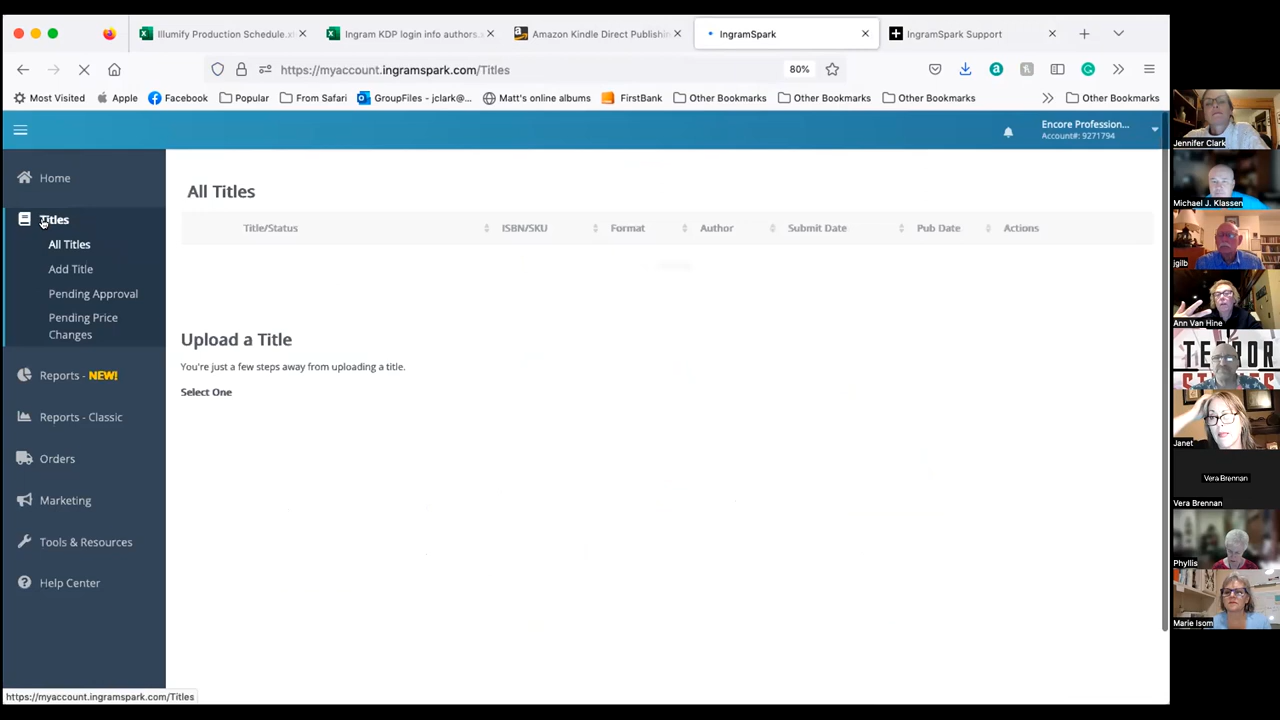 Illumify Production Schedule.x
Ingram KDP login info authors.
Amazon Kindle Direct Publishin
IngramSpark
IngramSpark Support
https://myaccount.ingramspark.com/Titles
80%
Most Visited
Apple
Facebook
Popular
From Safari
GroupFiles - jclark@...
Matt's online albums
FirstBank
Other Bookmarks
Other Bookmarks
Other Bookmarks
Other Bookmarks
Encore Profession...
Account#: 9271794
Home
Titles
All Titles
Add Title
Pending Approval
Pending Price
Changes
Reports - NEW!
Reports - Classic
Orders
Marketing
Tools & Resources
Help Center
All Titles
Title/Status
ISBN/SKU
Format
Author
Submit Date
Pub Date
Actions
Upload a Title
You're just a few steps away from uploading a title.
Select One
https://myaccount.ingramspark.com/Titles
Jennifer Clark
Michael J. Klassen
jgilb
Ann Van Hine
Janet
Vera Brennan
Vera Brennan
Phyllis
Marie Isom